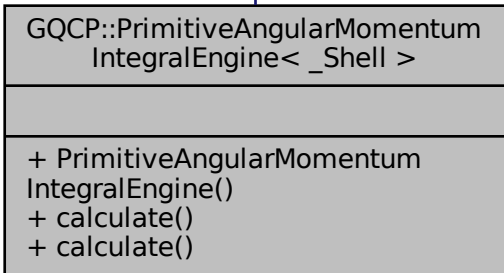 GQCP::PrimitiveAngularMomentum
IntegralEngine< _Shell >
+ PrimitiveAngularMomentum
IntegralEngine()
+ calculate()
+ calculate()